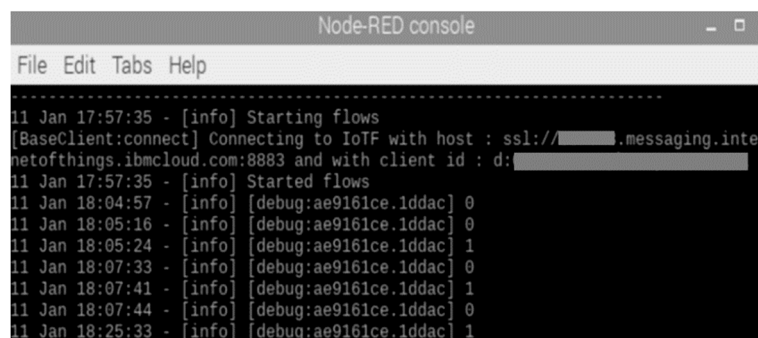 Node-RED console
File Edit Tabs Help
--------------------------------------------------------------------
11 Jan 17:57:35 - [info] Starting flows
[BaseClient:connect] Connecting to IoTF with host : ssl:// .messaging.inte
netofthings.ibmcloud.com:8883 and with client id : d:
11 Jan 17:57:35 - [info] Started flows
11 Jan 18:04:57 - [info] [debug:ae9161ce.1ddac] 0
11 Jan 18:05:16 - [info] [debug:ae9161ce.1ddac] 0
11 Jan 18:05:24 - [info] [debug:ae9161ce.1ddac] 1
11 Jan 18:07:33 - [info] [debug:ae9161ce.1ddac] 0
11 Jan 18:07:41 - [info] [debug:ae9161ce.1ddac] 1
11 Jan 18:07:44 - [info] [debug:ae9161ce.1ddac] 0
11 Jan 18:25:33 - [info] [debug:ae9161ce.1ddac] 1